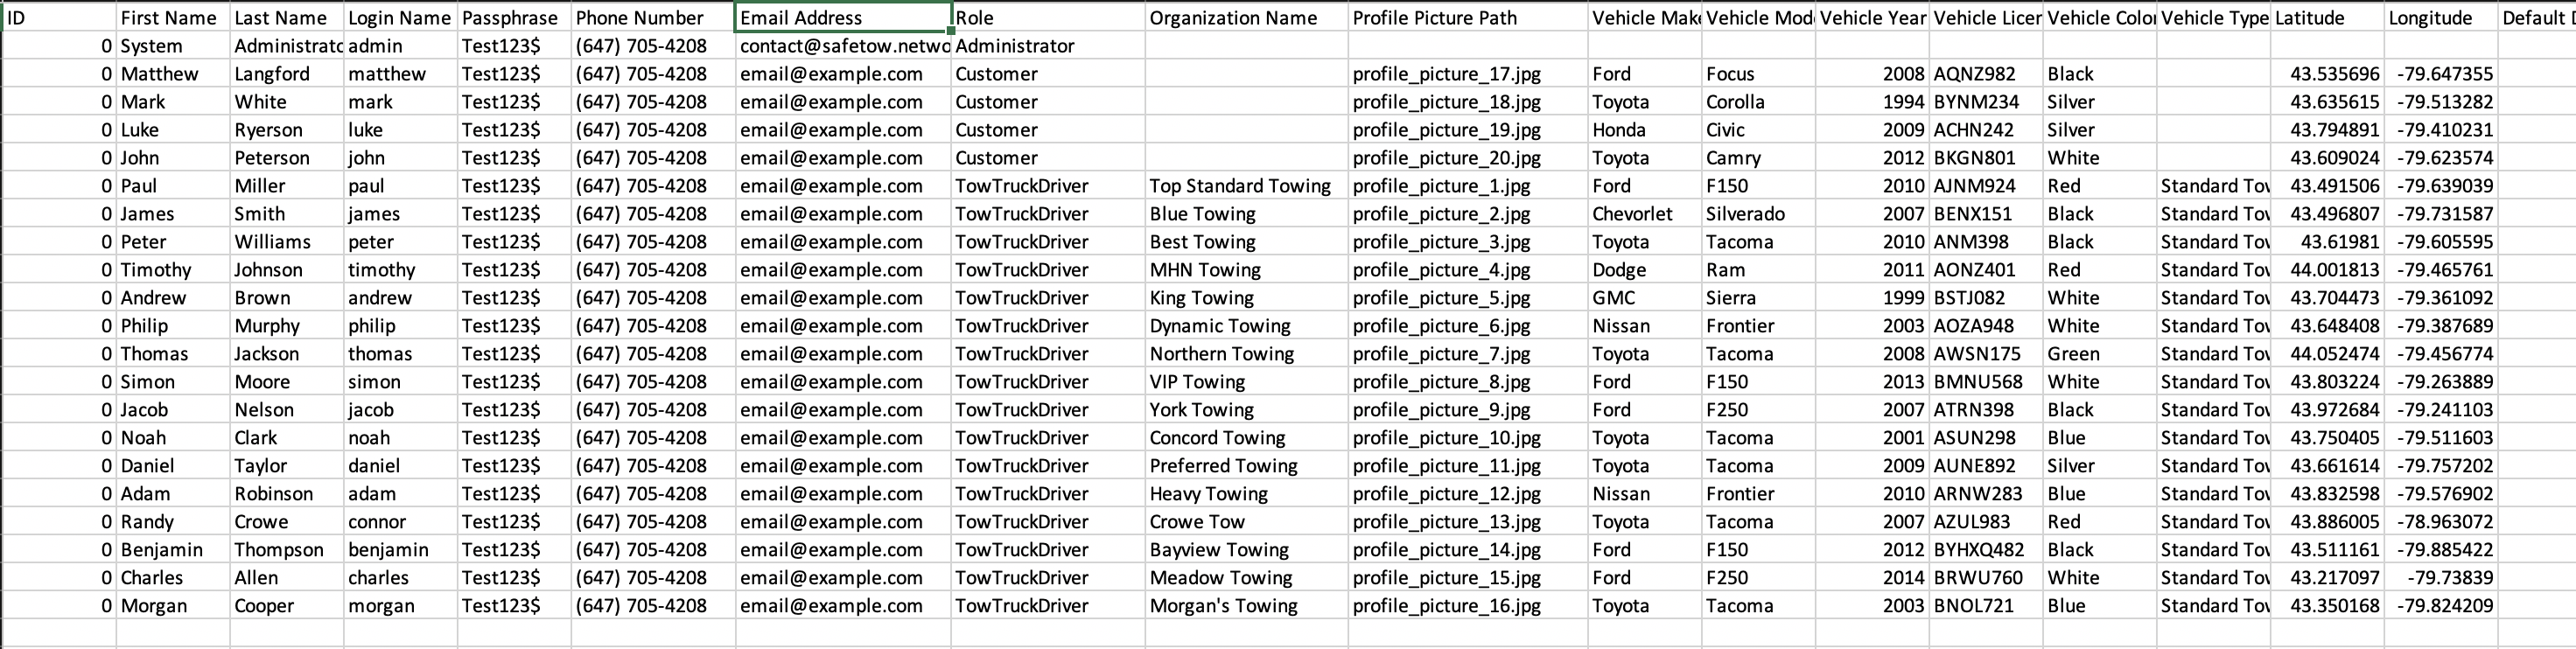 ID First Name Last Name Login Name Passphrase Phone Number Email Address Role Organization Name Profile Picture Path Vehicle Mak Vehicle Mod Vehicle Year Vehicle Licen Vehicle Color Vehicle Type Latitude Longitude Default D
0 System Administrato admin Test123$ (647) 705-4208 contact@safetow.netwo Administrator
0 Matthew Langford matthew Test123$ (647) 705-4208 email@example.com Customer profile_picture_17.jpg Ford Focus 2008 AQNZ982 Black 43.535696 -79.647355
0 Mark White mark Test123$ (647) 705-4208 email@example.com Customer profile_picture_18.jpg Toyota Corolla 1994 BYNM234 Silver 43.635615 -79.513282
0 Luke Ryerson luke Test123$ (647) 705-4208 email@example.com Customer profile_picture_19.jpg Honda Civic 2009 ACHN242 Silver 43.794891 -79.410231
0 John Peterson john Test123$ (647) 705-4208 email@example.com Customer profile_picture_20.jpg Toyota Camry 2012 BKGN801 White 43.609024 -79.623574
0 Paul Miller paul Test123$ (647) 705-4208 email@example.com TowTruckDriver Top Standard Towing profile_picture_1.jpg Ford F150 2010 AJNM924 Red Standard Tov 43.491506 -79.639039
0 James Smith james Test123$ (647) 705-4208 email@example.com TowTruckDriver Blue Towing profile_picture_2.jpg Chevorlet Silverado 2007 BENX151 Black Standard Tov 43.496807 -79.731587
0 Peter Williams peter Test123$ (647) 705-4208 email@example.com TowTruckDriver Best Towing profile_picture_3.jpg Toyota Tacoma 2010 ANM398 Black Standard Tov 43.61981 -79.605595
0 Timothy Johnson timothy Test123$ (647) 705-4208 email@example.com TowTruckDriver MHN Towing profile_picture_4.jpg Dodge Ram 2011 AONZ401 Red Standard Tov 44.001813 -79.465761
0 Andrew Brown andrew Test123$ (647) 705-4208 email@example.com TowTruckDriver King Towing profile_picture_5.jpg GMC Sierra 1999 BSTJ082 White Standard Tov 43.704473 -79.361092
0 Philip Murphy philip Test123$ (647) 705-4208 email@example.com TowTruckDriver Dynamic Towing profile_picture_6.jpg Nissan Frontier 2003 AOZA948 White Standard Tov 43.648408 -79.387689
0 Thomas Jackson thomas Test123$ (647) 705-4208 email@example.com TowTruckDriver Northern Towing profile_picture_7.jpg Toyota Tacoma 2008 AWSN175 Green Standard Tov 44.052474 -79.456774
0 Simon Moore simon Test123$ (647) 705-4208 email@example.com TowTruckDriver VIP Towing profile_picture_8.jpg Ford F150 2013 BMNU568 White Standard Tov 43.803224 -79.263889
0 Jacob Nelson jacob Test123$ (647) 705-4208 email@example.com TowTruckDriver York Towing profile_picture_9.jpg Ford F250 2007 ATRN398 Black Standard Tov 43.972684 -79.241103
0 Noah Clark noah Test123$ (647) 705-4208 email@example.com TowTruckDriver Concord Towing profile_picture_10.jpg Toyota Tacoma 2001 ASUN298 Blue Standard Tov 43.750405 -79.511603
0 Daniel Taylor daniel Test123$ (647) 705-4208 email@example.com TowTruckDriver Preferred Towing profile_picture_11.jpg Toyota Tacoma 2009 AUNE892 Silver Standard Tov 43.661614 -79.757202
0 Adam Robinson adam Test123$ (647) 705-4208 email@example.com TowTruckDriver Heavy Towing profile_picture_12.jpg Nissan Frontier 2010 ARNW283 Blue Standard Tov 43.832598 -79.576902
0 Randy Crowe connor Test123$ (647) 705-4208 email@example.com TowTruckDriver Crowe Tow profile_picture_13.jpg Toyota Tacoma 2007 AZUL983 Red Standard Tov 43.886005 -78.963072
0 Benjamin Thompson benjamin Test123$ (647) 705-4208 email@example.com TowTruckDriver Bayview Towing profile_picture_14.jpg Ford F150 2012 BYHXQ482 Black Standard Tov 43.511161 -79.885422
0 Charles Allen charles Test123$ (647) 705-4208 email@example.com TowTruckDriver Meadow Towing profile_picture_15.jpg Ford F250 2014 BRWU760 White Standard Tov 43.217097 -79.73839
0 Morgan Cooper morgan Test123$ (647) 705-4208 email@example.com TowTruckDriver Morgan's Towing profile_picture_16.jpg Toyota Tacoma 2003 BNOL721 Blue Standard Tov 43.350168 -79.824209